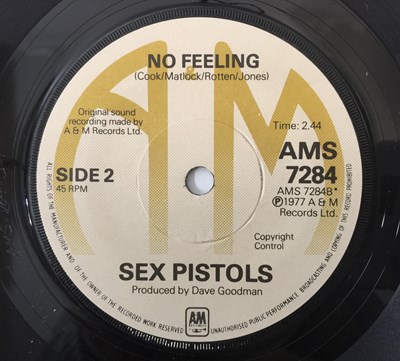 NO FEELING
(Cook/Matlock/Rotten/Jones)
Original sound
recording made by
A & M Records Ltd.
Time: 2.44
SIDE 2
45 RPM
AMS
7284
AMS 7284B*
Ⓟ1977 A & M
Records Ltd.
Copyright
Control
SEX PISTOLS
Produced by Dave Goodman
A&M
ALL RIGHTS OF THE MANUFACTURER AND OF THE OWNER OF THE RECORDED WORK RESERVED
UNAUTHORISED PUBLIC PERFORMANCE, BROADCASTING AND COPYING OF THIS RECORD PROHIBITED